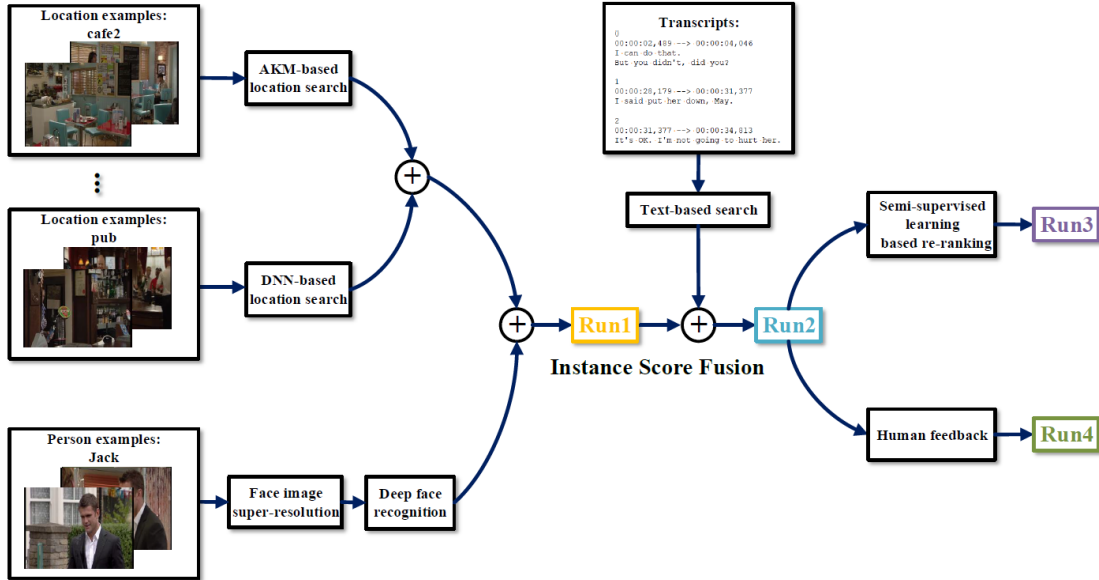 Location examples:
cafe2
AKM-based
location search
Location examples:
pub
DNN-based
location search
Person examples:
Jack
Face image
super-resolution
Deep face
recognition
Run1
Instance Score Fusion
Transcripts:
0
00:00:02,489 --> 00:00:04,046
I can do that.
But you didn't, did you?
1
00:00:28,179 --> 00:00:31,377
I said put her down, May.
2
00:00:31,377 --> 00:00:34,813
It's OK. I'm not going to hurt her.
Text-based search
Run2
Semi-supervised
learning
based re-ranking
Run3
Human feedback
Run4